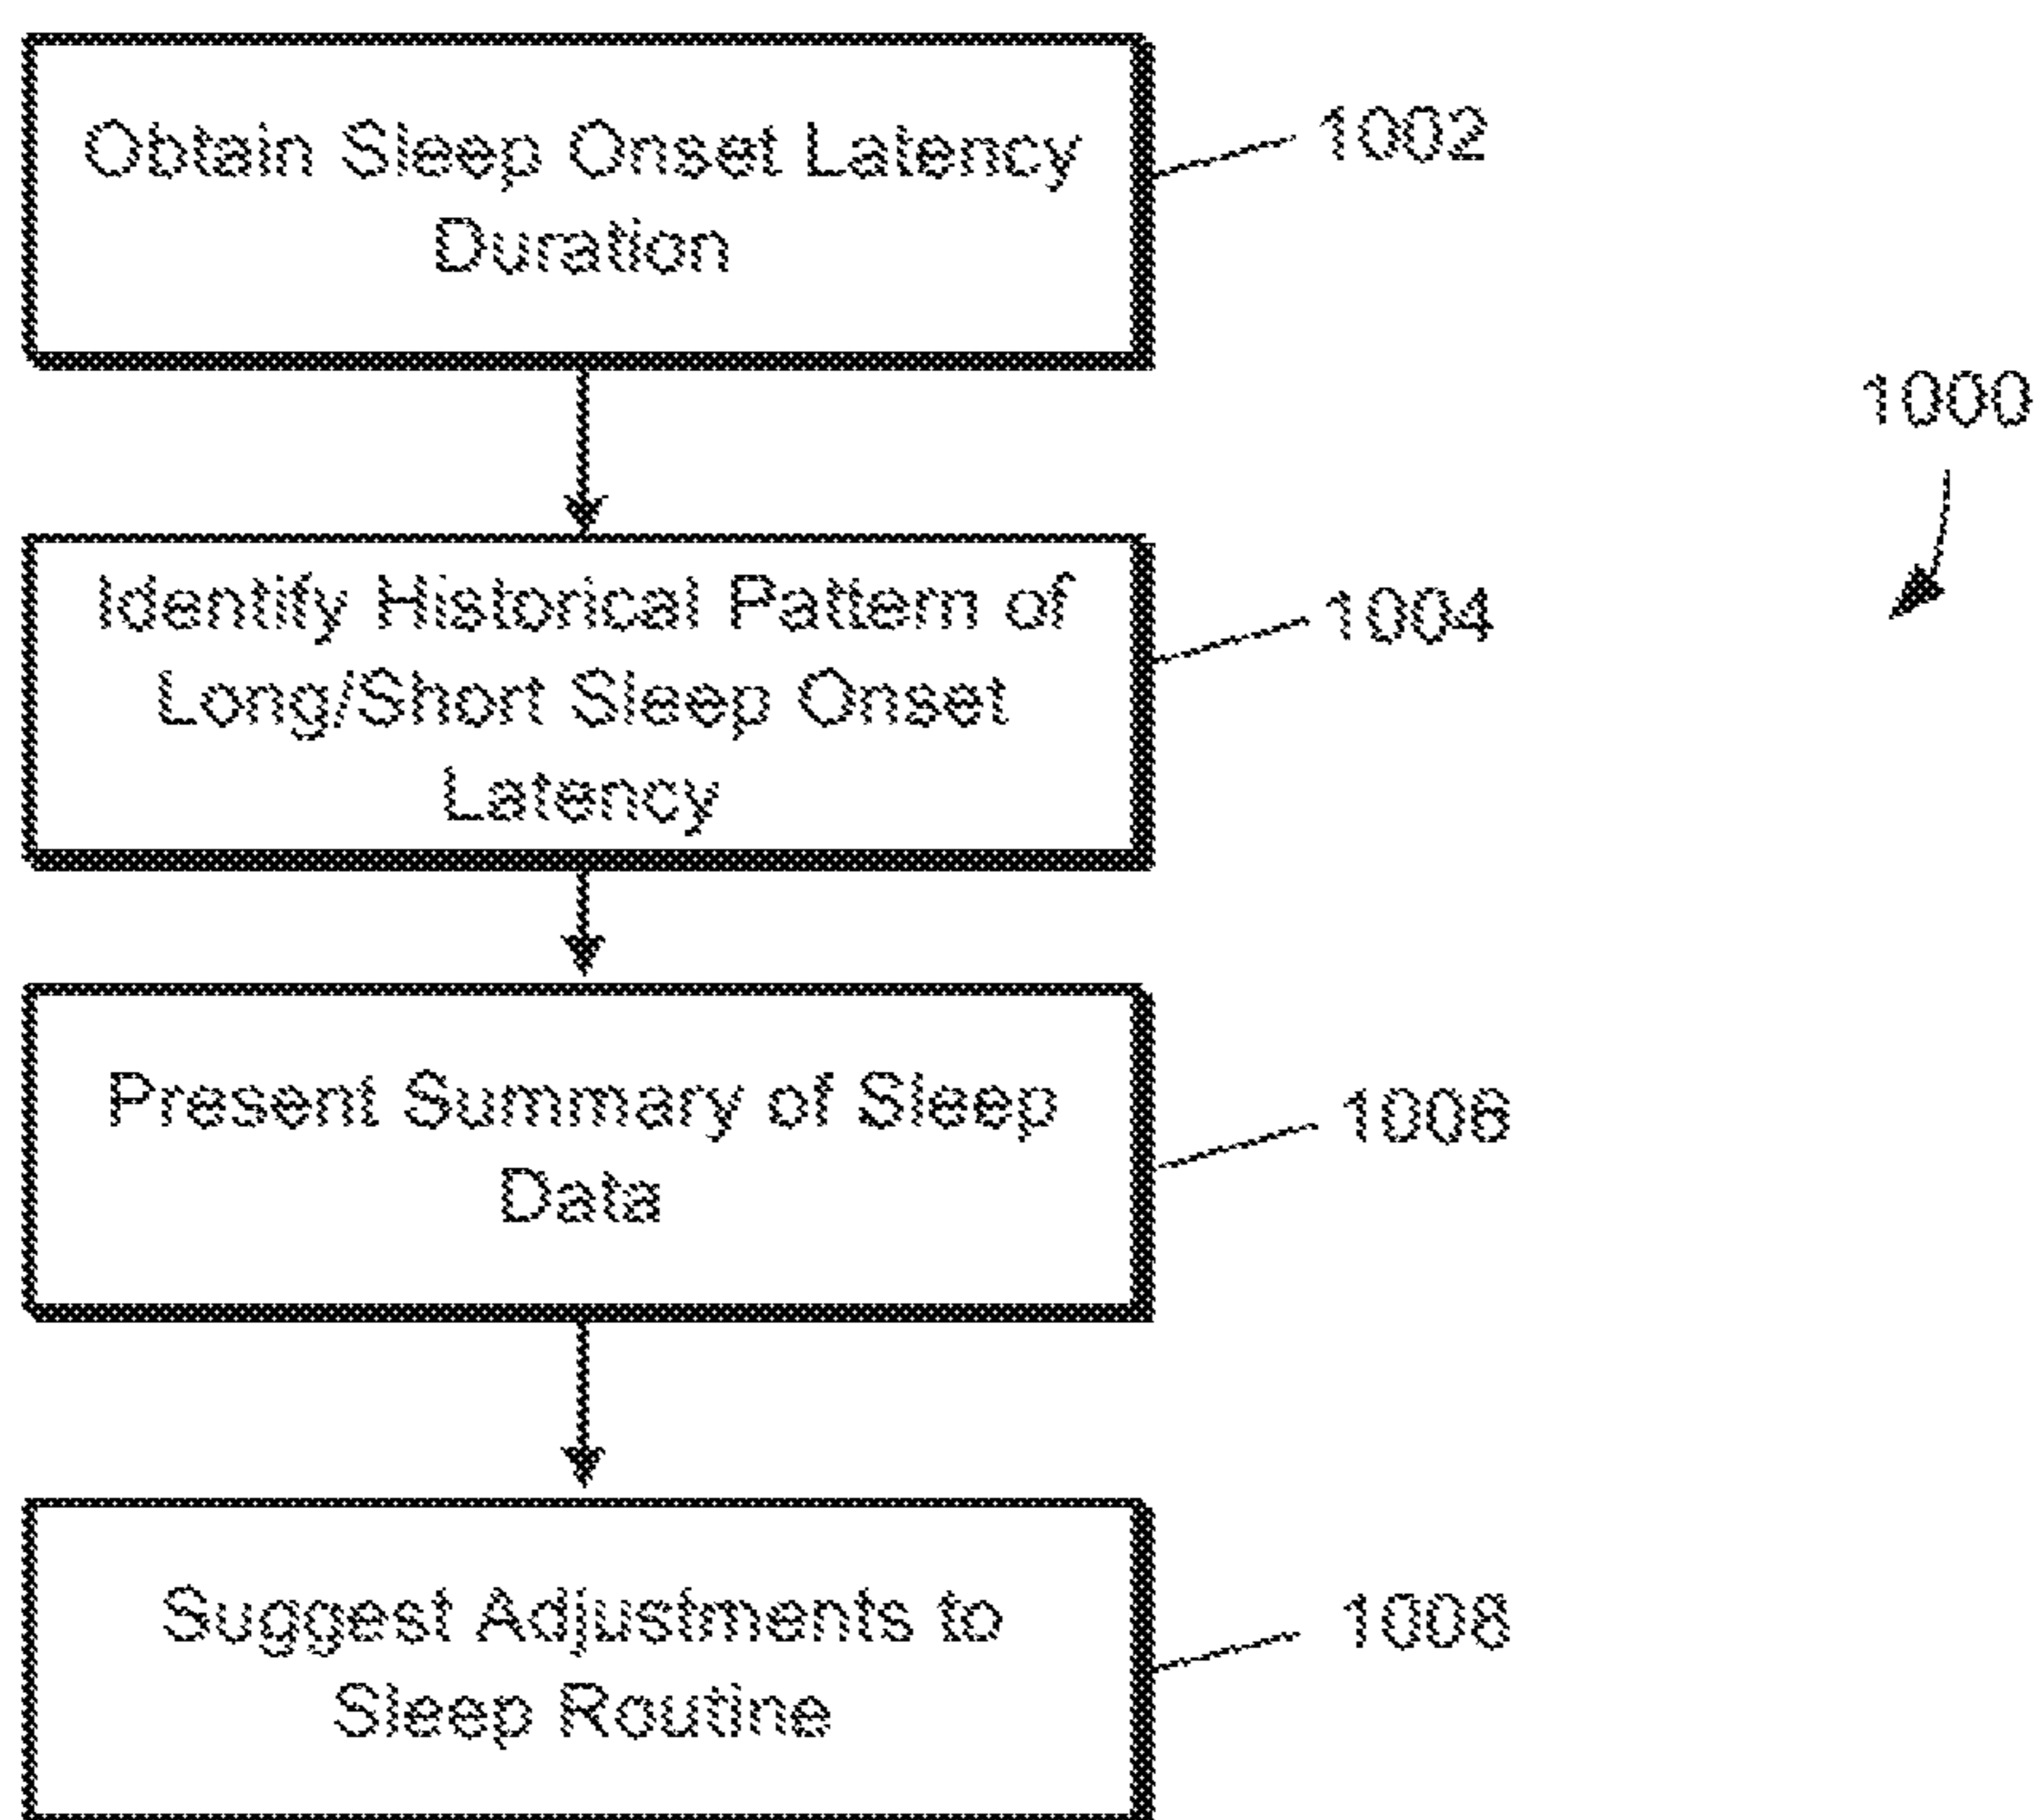 Obtain Sleep Onset Latency
Duration
1002
1000
Identify Historical Pattern of
Long/Short Sleep Onset
Latency
1004
Present Summary of Sleep
Data
1006
Suggest Adjustments to
Sleep Routine
1008